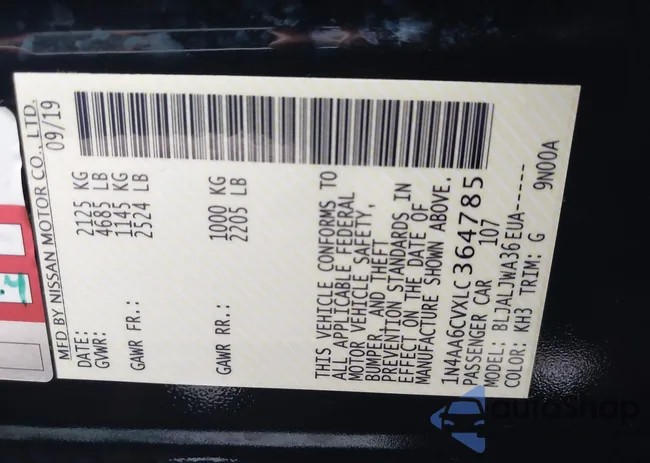 MFD BY NISSAN MOTOR CO., LTD.
DATE: 09/19
GVWR: 2125 KG
4685 LB
GAWR FR.: 1145 KG
2524 LB
GAWR RR.: 1000 KG
2205 LB
THIS VEHICLE CONFORMS TO
ALL APPLICABLE FEDERAL
MOTOR VEHICLE SAFETY,
BUMPER, AND THEFT
PREVENTION STANDARDS IN
EFFECT ON THE DATE OF
MANUFACTURE SHOWN ABOVE.
1N4AA6CVXLC364785
PASSENGER CAR 107
MODEL: BLJALJWA36EUA-----
COLOR: KH3 TRIM: G 9N00A
autoShop